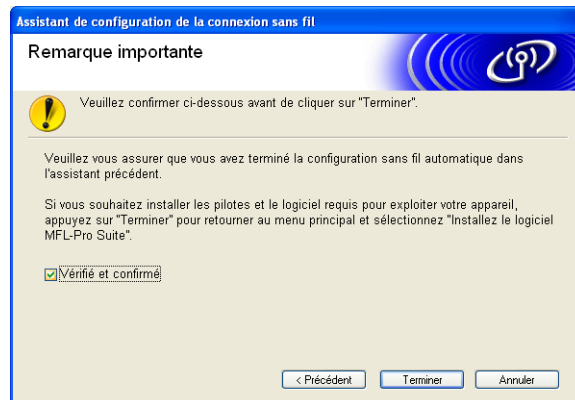 Assistant de configuration de la connexion sans fil
Remarque importante
Veuillez confirmer ci-dessous avant de cliquer sur "Terminer".
Veuillez vous assurer que vous avez terminé la configuration sans fil automatique dans
l'assistant précédent.
Si vous souhaitez installer les pilotes et le logiciel requis pour exploiter votre appareil,
appuyez sur "Terminer" pour retourner au menu principal et sélectionnez "Installez le logiciel
MFL-Pro Suite".
Vérifié et confirmé
< Précédent Terminer Annuler